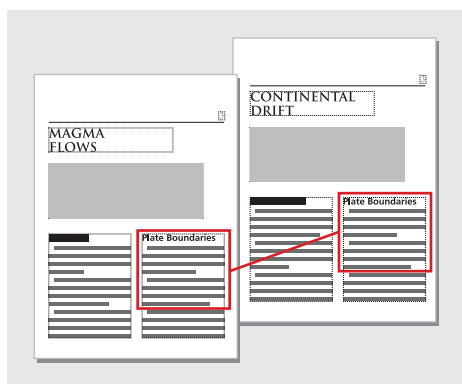 MAGMA
FLOWS
Plate Boundaries
CONTINENTAL
DRIFT
Plate Boundaries